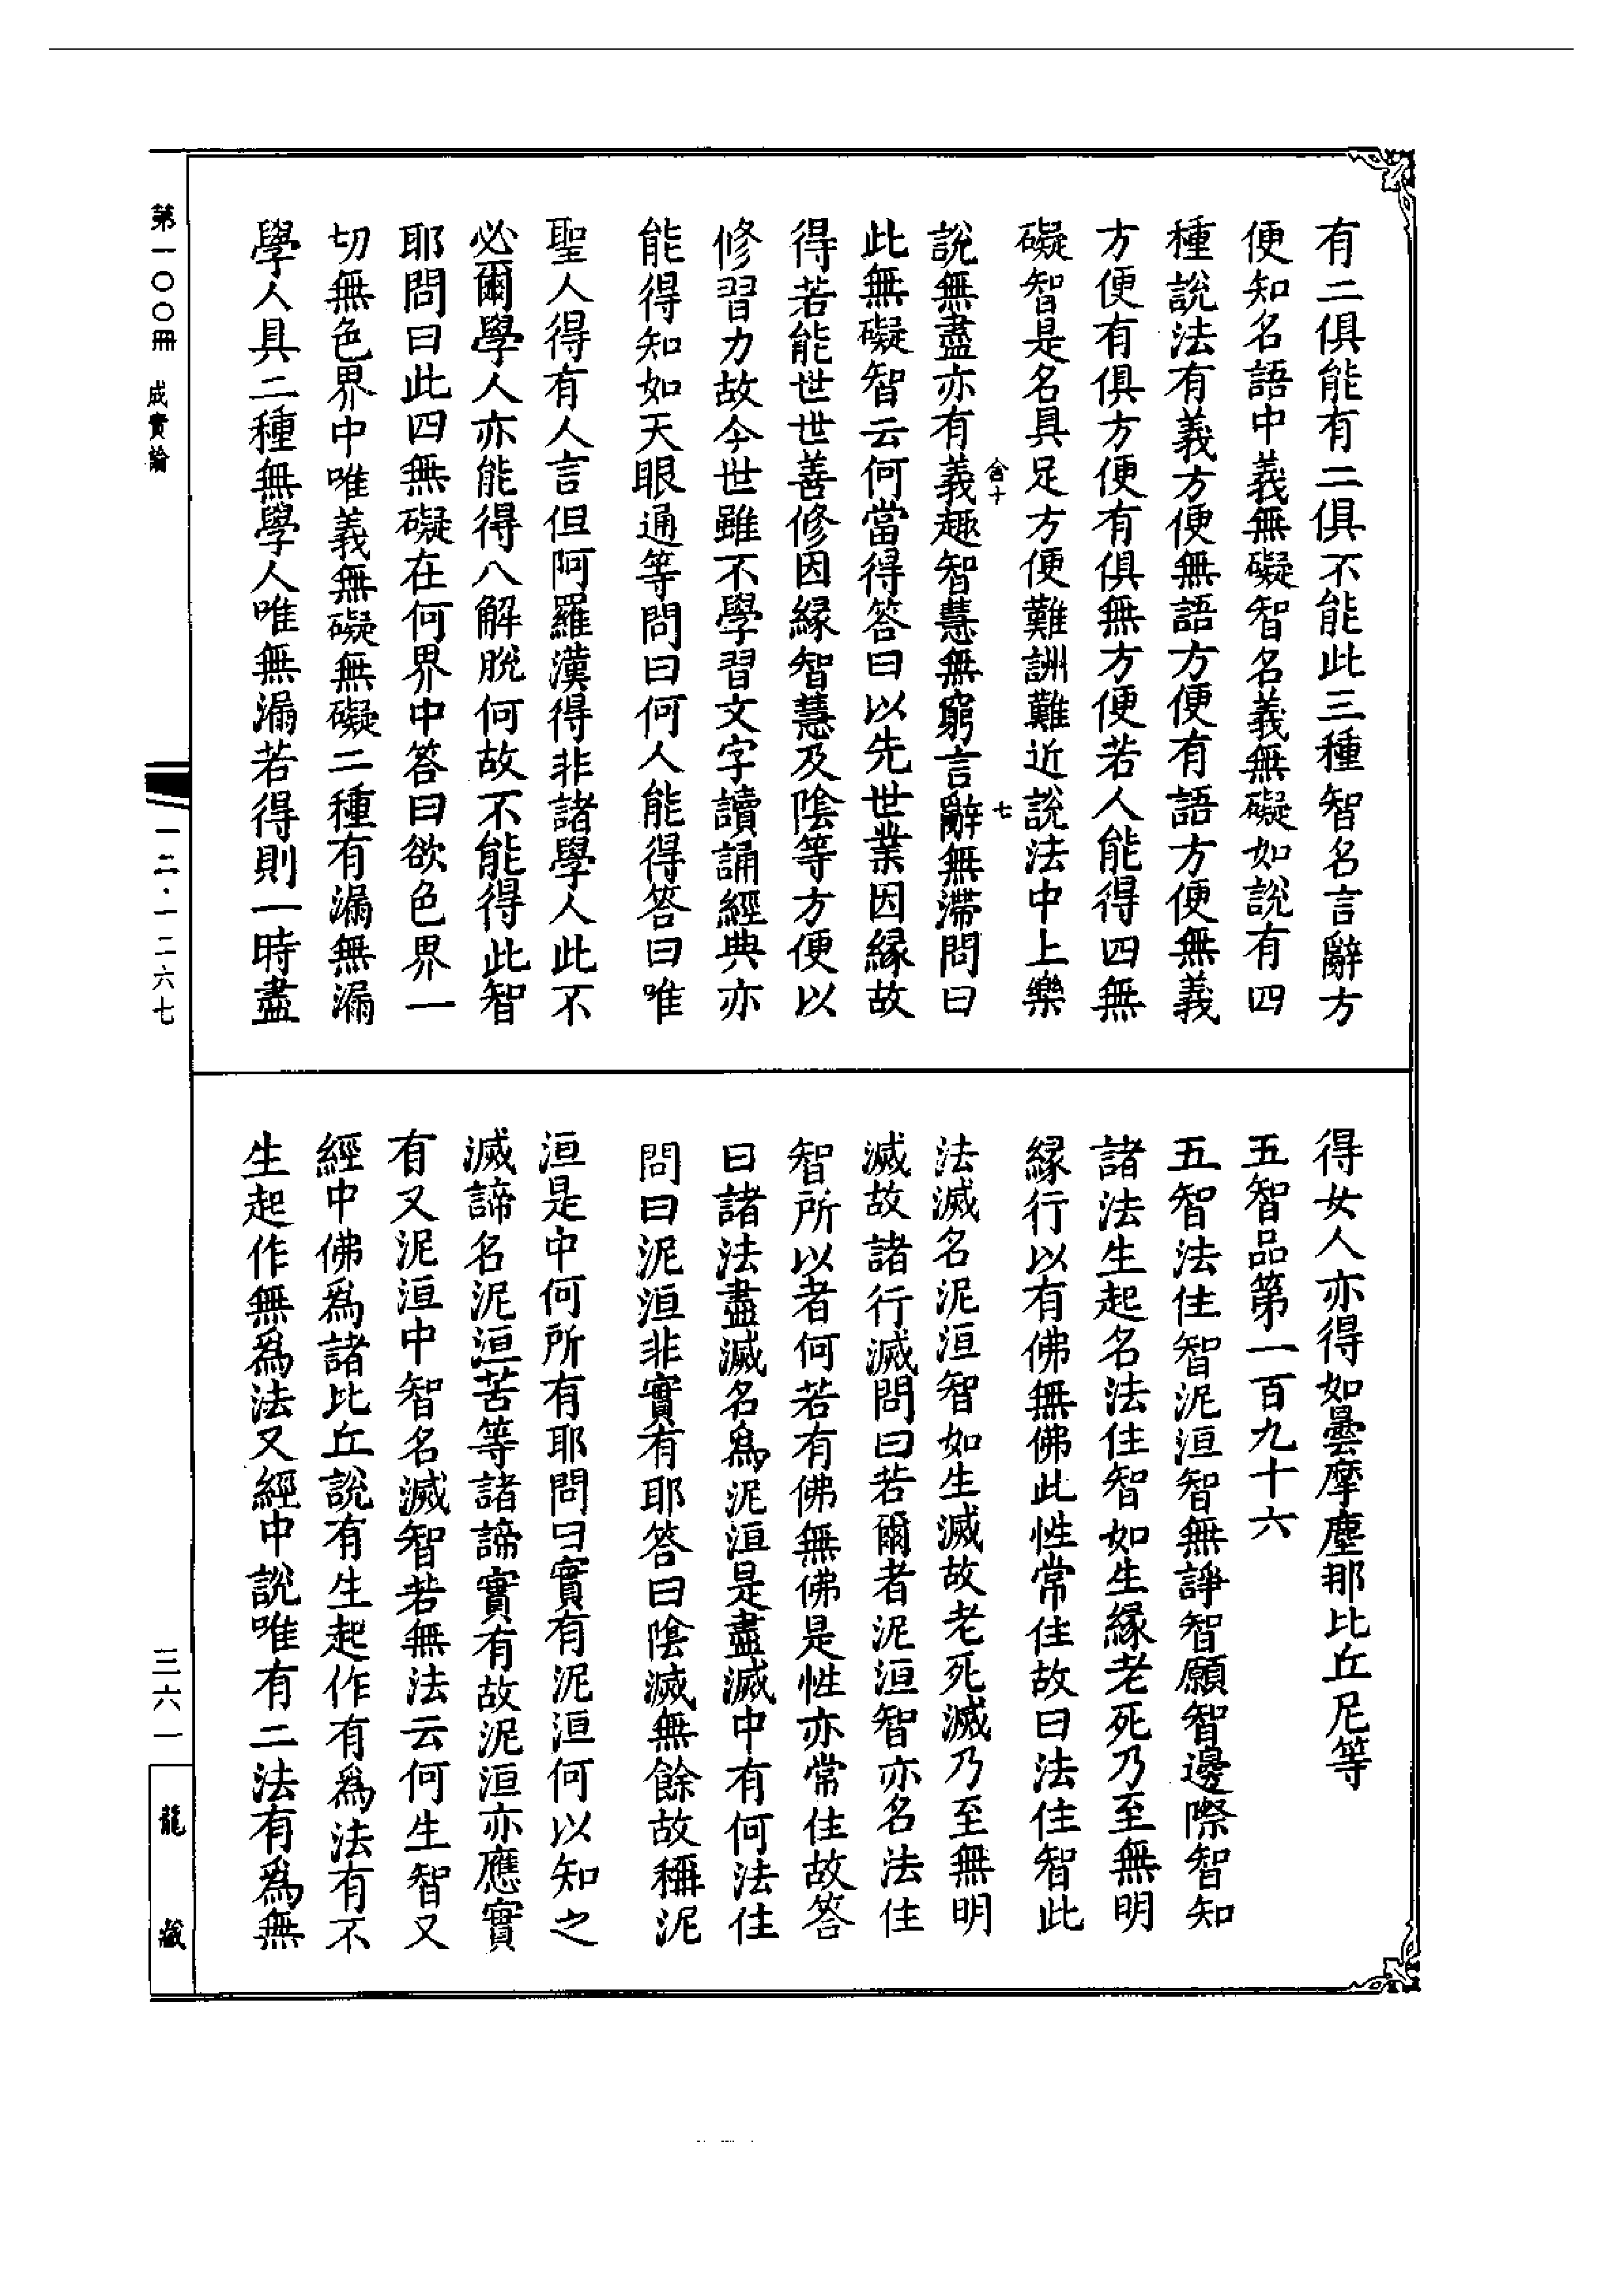 有二俱能有二俱不能此三種智名言辭方
便知名語中義無礙智名義無礙如說有四
種說法有義方便無語方便有語方便無義
方便有俱方便有俱無方便若人能得四無
礙智是名具足方便難詶難近說法中上樂
含十
七
說無盡亦有義趣智慧無窮言辭無滯問曰
此無礙智云何當得答曰以先世業因緣故
得若能世世善修因緣智慧及陰等方便以
修習力故今世雖不學習文字讀誦經典亦
能得知如天眼通等問曰何人能得答曰唯
聖人得有人言但阿羅漢得非諸學人此不
必爾學人亦能得八解脫何故不能得此智
耶問曰此四無礙在何界中答曰欲色界一
切無色界中唯義無礙無礙二種有漏無漏
學人具二種無學人唯無漏若得則一時盡
得女人亦得如曇摩塵那比丘尼等
五智品第一百九十六
五智法住智泥洹智無諍智願智邊際智知
諸法生起名法住智如生緣老死乃至無明
緣行以有佛無佛此性常住故曰法住智此
法滅名泥洹智如生滅故老死滅乃至無明
滅故諸行滅問曰若爾者泥洹智亦名法住
智所以者何若有佛無佛是性亦常住故答
曰諸法盡滅名為泥洹是盡滅中有何法住
問曰泥洹非實有耶答曰陰滅無餘故稱泥
洹是中何所有耶問曰實有泥洹何以知之
滅諦名泥洹苦等諸諦實有故泥洹亦應實
有又泥洹中智名滅智若無法云何生智又
經中佛為諸比丘說有生起作有為法有不
生起作無為法又經中說唯有二法有為無
第一〇〇冊 成實論
一二·一二六七
三六一
龍藏